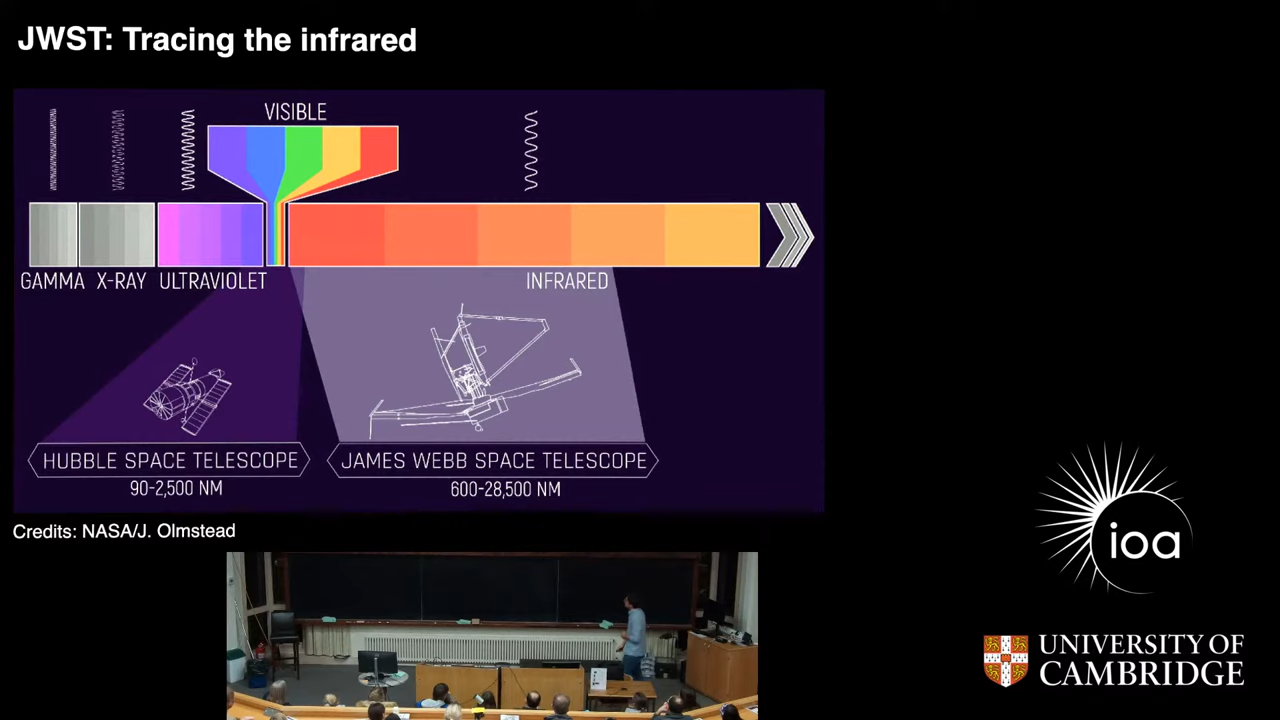 JWST: Tracing the infrared
VISIBLE
GAMMA X-RAY ULTRAVIOLET INFRARED
HUBBLE SPACE TELESCOPE
90-2,500 NM
JAMES WEBB SPACE TELESCOPE
600-28,500 NM
Credits: NASA/J. Olmstead
ioa
UNIVERSITY OF
CAMBRIDGE